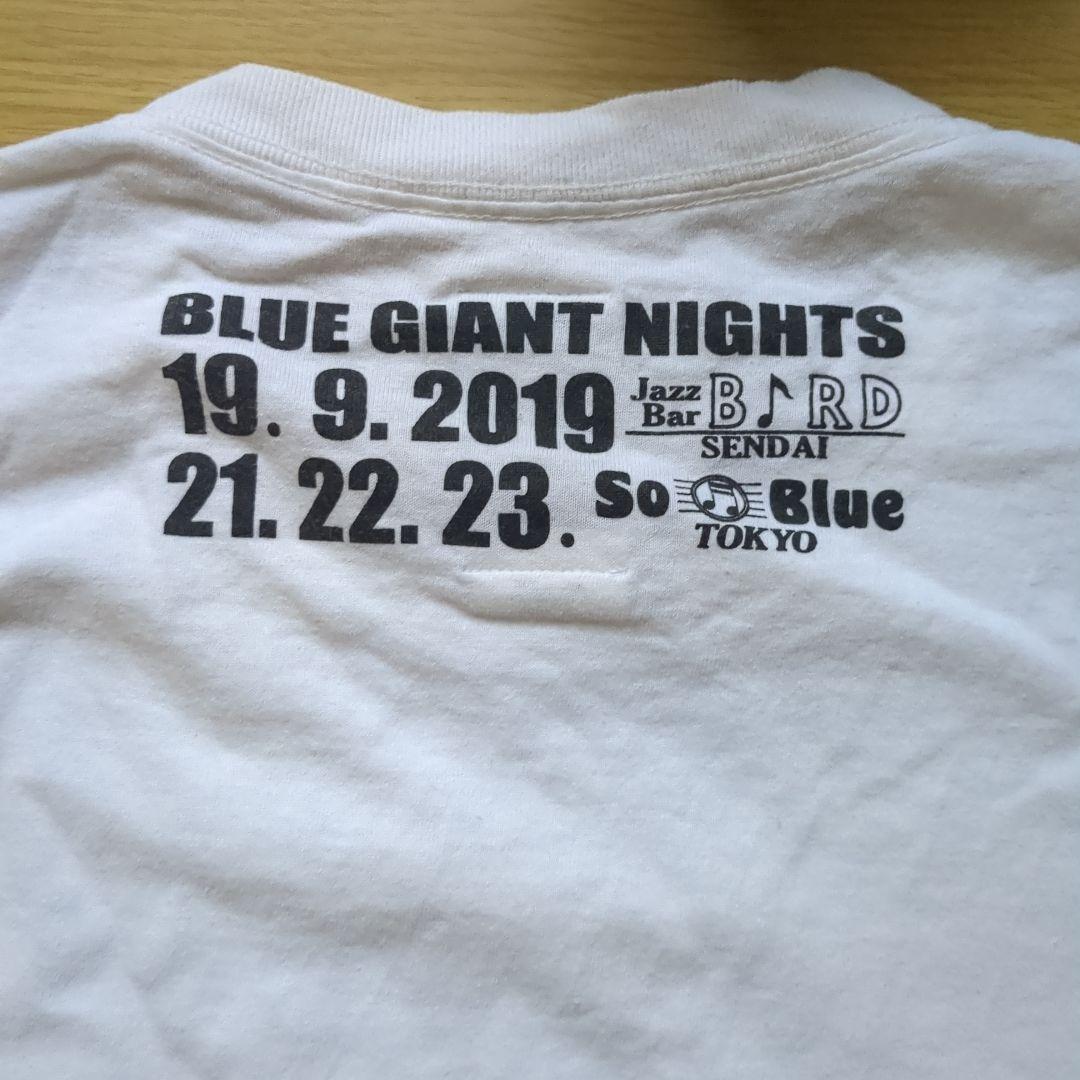 BLUE GIANT NIGHTS
19. 9. 2019 Jazz Bar B♪RD SENDAI
21. 22. 23. So Blue TOKYO